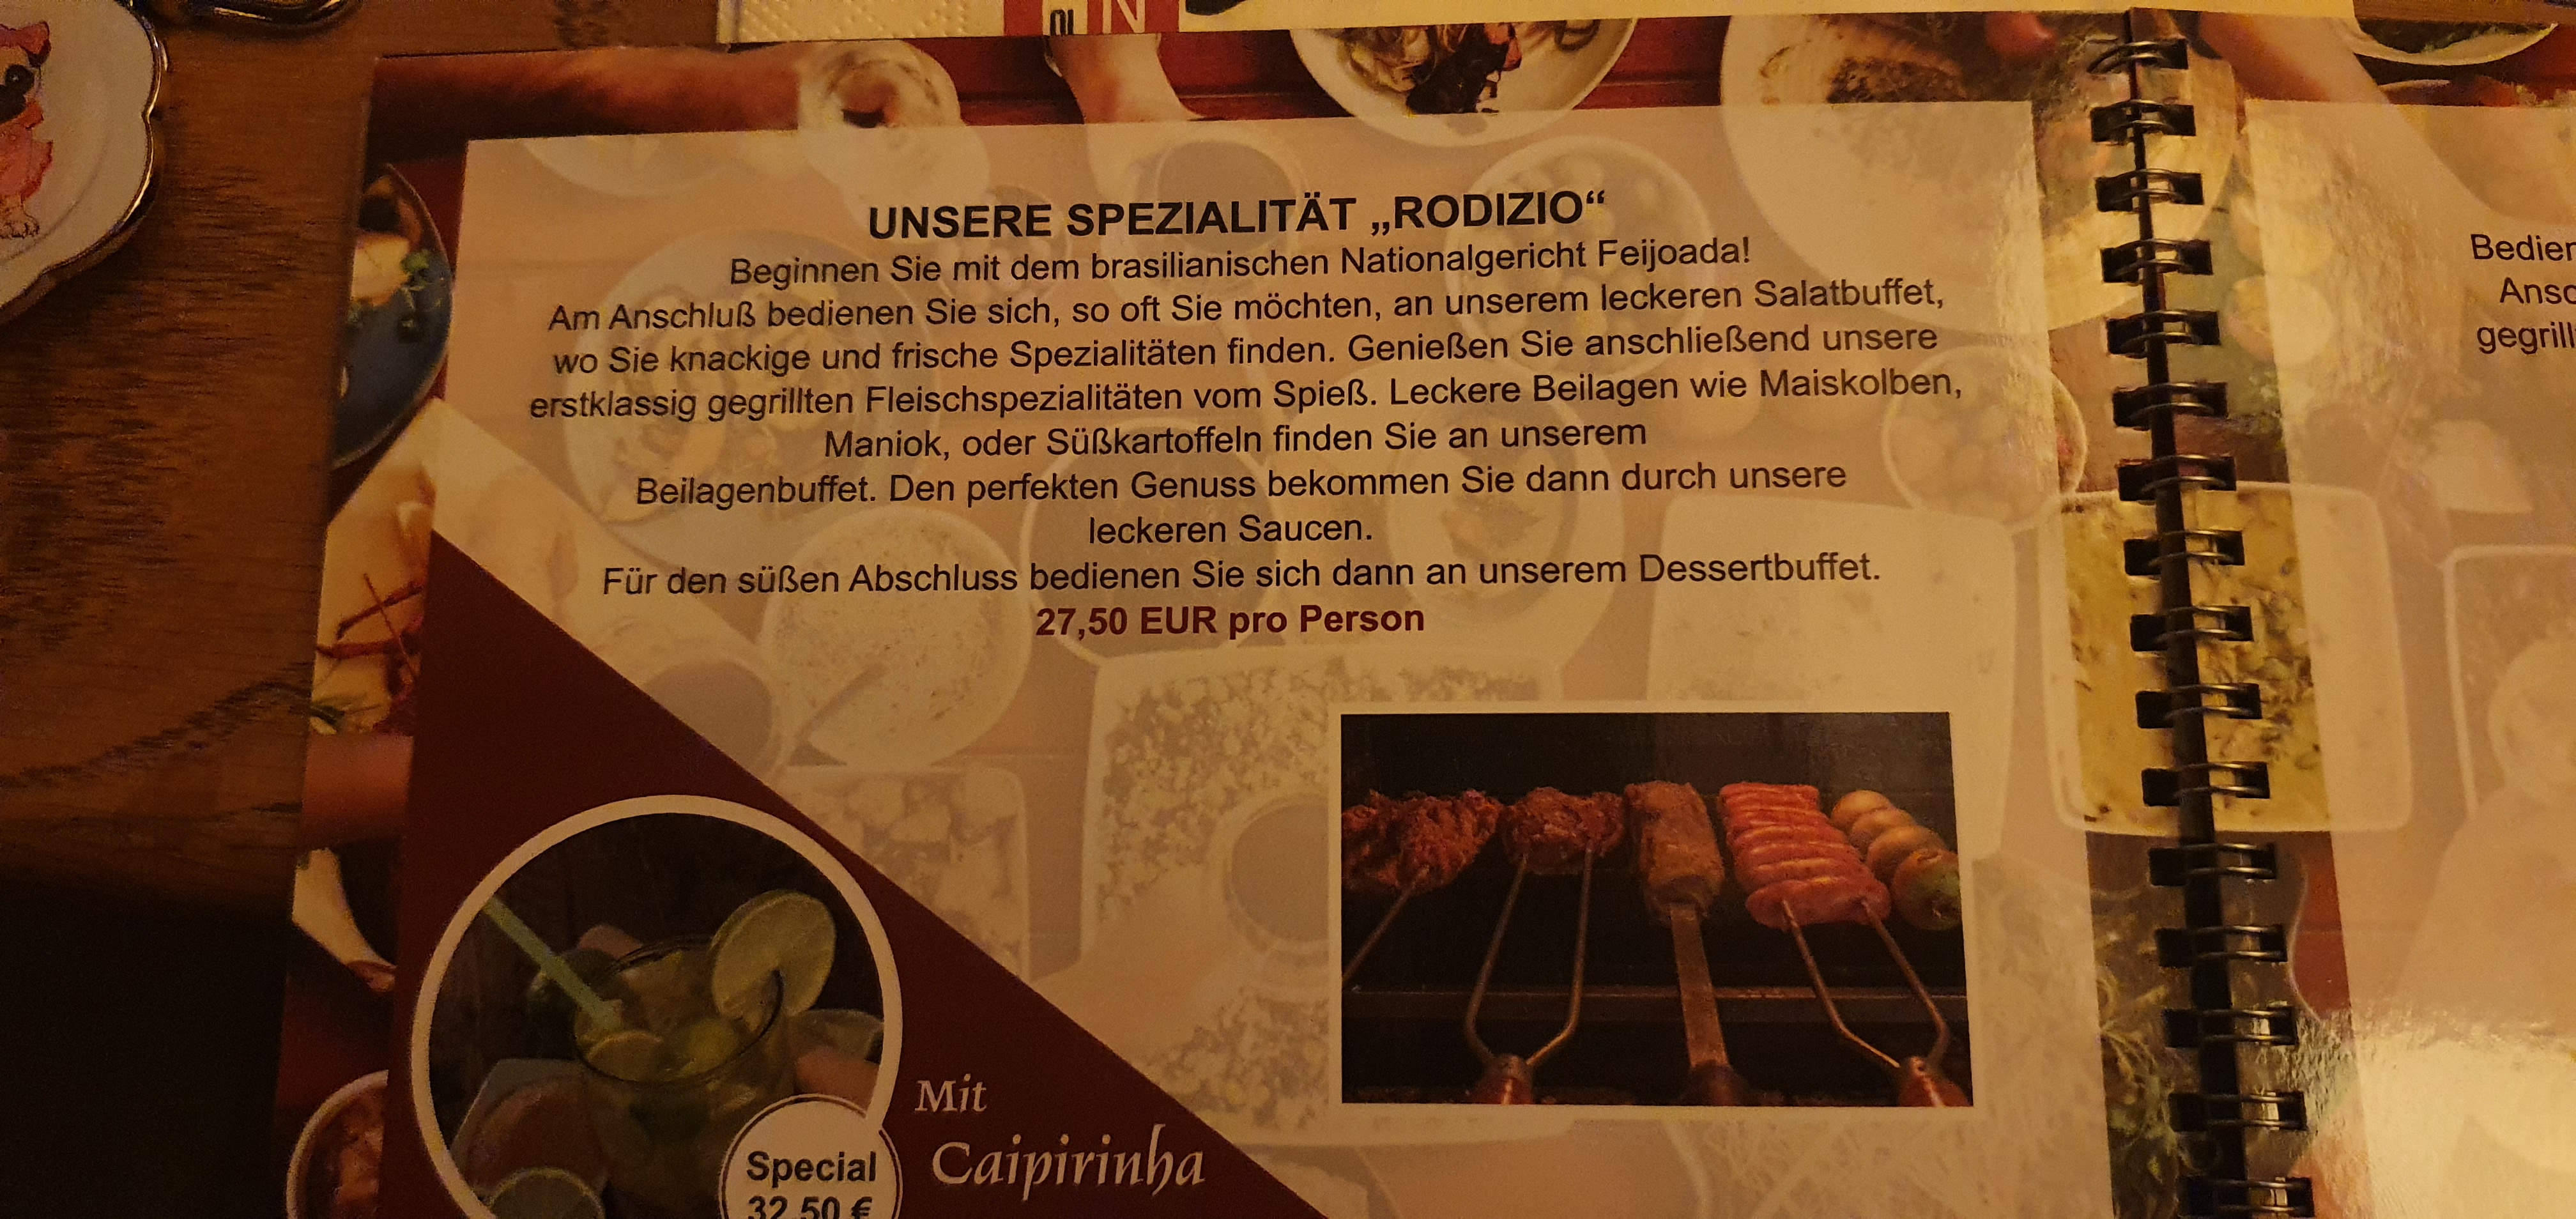 UNSERE SPEZIALITÄT „RODIZIO“
Beginnen Sie mit dem brasilianischen Nationalgericht Feijoada!
Am Anschluß bedienen Sie sich, so oft Sie möchten, an unserem leckeren Salatbuffet,
wo Sie knackige und frische Spezialitäten finden. Genießen Sie anschließend unsere
erstklassig gegrillten Fleischspezialitäten vom Spieß. Leckere Beilagen wie Maiskolben,
Maniok, oder Süßkartoffeln finden Sie an unserem
Beilagenbuffet. Den perfekten Genuss bekommen Sie dann durch unsere
leckeren Saucen.
Für den süßen Abschluss bedienen Sie sich dann an unserem Dessertbuffet.
27,50 EUR pro Person
Mit
Caipirinha
Special
32,50 €